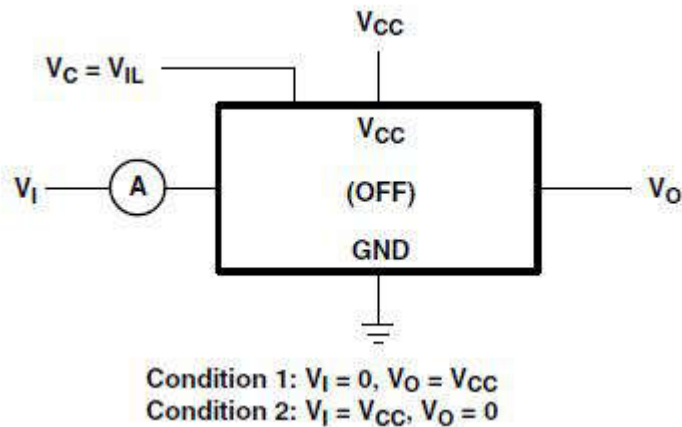 VCC
VC = VIL
VCC
VI
A
(OFF)
VO
GND
Condition 1: VI = 0, VO = VCC
Condition 2: VI = VCC, VO = 0